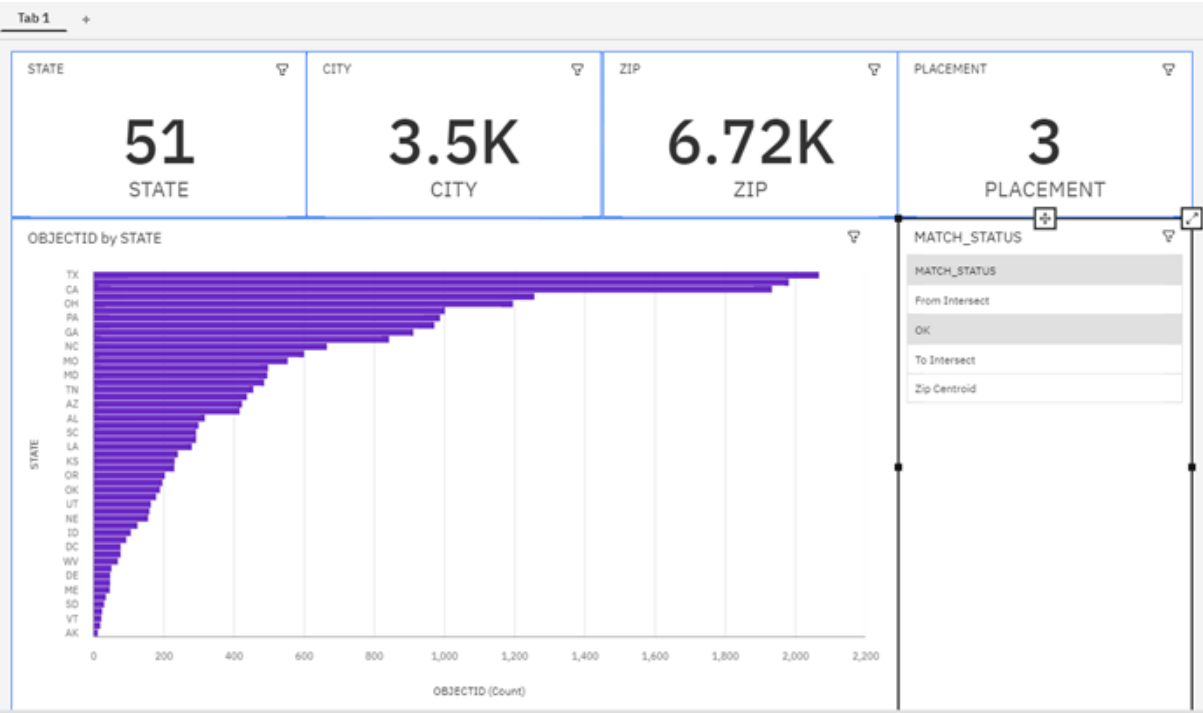 Tab 1 +
STATE
51
STATE
CITY
3.5K
CITY
ZIP
6.72K
ZIP
PLACEMENT
3
PLACEMENT
OBJECTID by STATE
STATE
TX
CA
OH
PA
GA
NC
MO
MD
TN
AZ
AL
SC
LA
KS
OR
OK
UT
NE
ID
DC
WV
DE
ME
SD
VT
AK
0 200 400 600 800 1,000 1,200 1,400 1,600 1,800 2,000 2,200
OBJECTID (Count)
MATCH_STATUS
MATCH_STATUS
From Intersect
OK
To Intersect
Zip Centroid